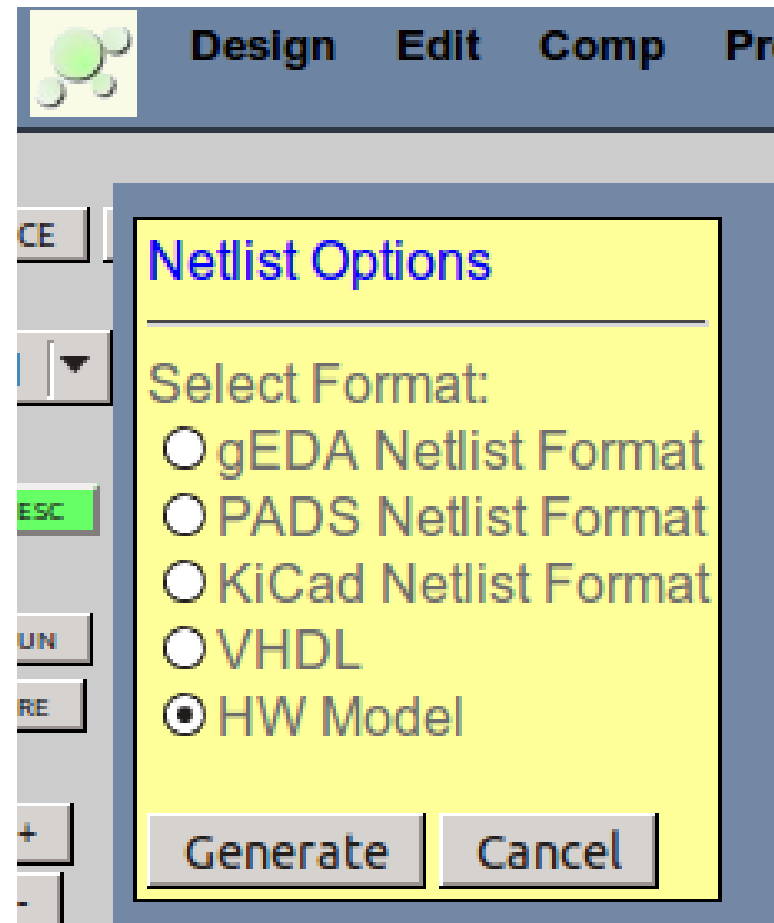 Design Edit Comp Pr
CE
Netlist Options
Select Format:
gEDA Netlist Format
PADS Netlist Format
ESC
KiCad Netlist Format
VHDL
UN
HW Model
RE
+
Generate Cancel
-